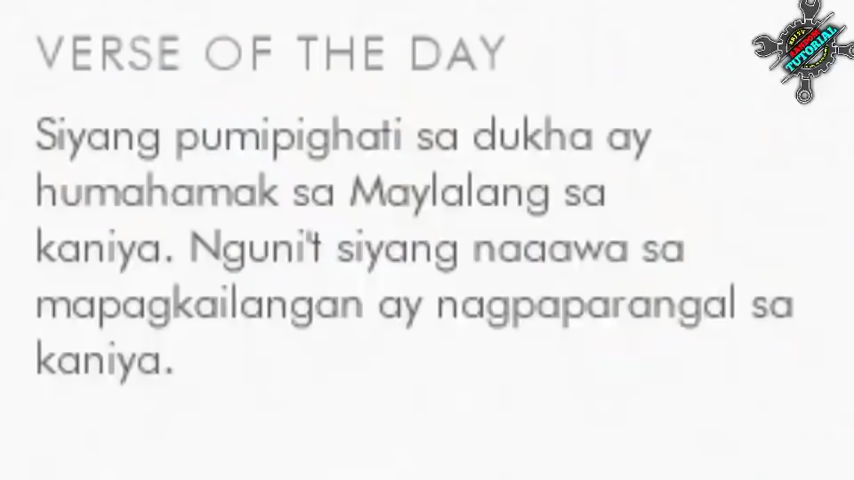 VERSE OF THE DAY
Siyang pumipighati sa dukha ay
humahamak sa Maylalang sa
kaniya. Nguni't siyang naaawa sa
mapagkailangan ay nagpaparangal sa
kaniya.
RANDOM
TUTORIAL